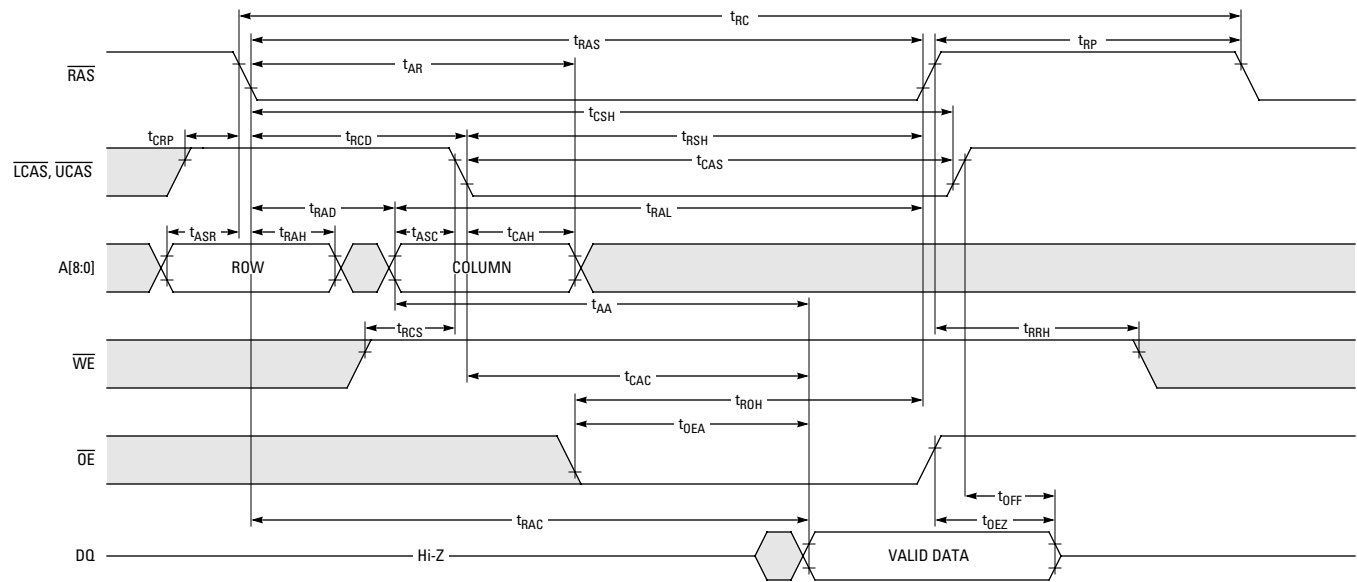 tRC
tRAS
tRP
RAS
tAR
tCSH
tCRP
tRCD
tRSH
LCAS, UCAS
tCAS
tRAD
tRAL
tASR
tRAH
tASC
tCAH
A[8:0]
ROW
COLUMN
tAA
tRCS
tRRH
WE
tCAC
tROH
tOEA
OE
tOFF
tRAC
tOEZ
DQ
Hi-Z
VALID DATA